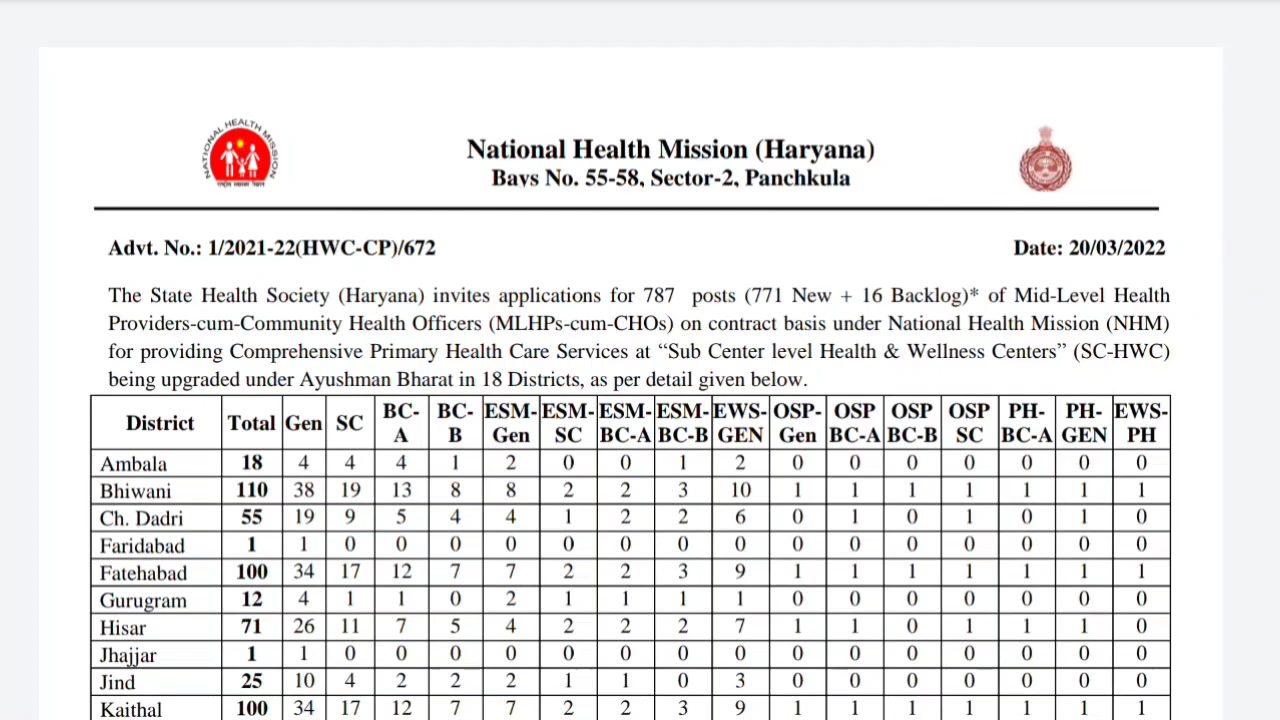 NATIONAL HEALTH MISSION
राष्ट्रीय स्वास्थ्य मिशन
National Health Mission (Haryana)
Bays No. 55-58, Sector-2, Panchkula
Advt. No.: 1/2021-22(HWC-CP)/672 Date: 20/03/2022
The State Health Society (Haryana) invites applications for 787 posts (771 New + 16 Backlog)* of Mid-Level Health
Providers-cum-Community Health Officers (MLHPs-cum-CHOs) on contract basis under National Health Mission (NHM)
for providing Comprehensive Primary Health Care Services at “Sub Center level Health & Wellness Centers” (SC-HWC)
being upgraded under Ayushman Bharat in 18 Districts, as per detail given below.
District Total Gen SC BC-A BC-B ESM-Gen ESM-SC ESM-BC-A ESM-BC-B EWS-GEN OSP-Gen OSP BC-A OSP BC-B OSP SC PH-BC-A PH-GEN EWS-PH
Ambala 18 4 4 4 1 2 0 0 1 2 0 0 0 0 0 0 0
Bhiwani 110 38 19 13 8 8 2 2 3 10 1 1 1 1 1 1 1
Ch. Dadri 55 19 9 5 4 4 1 2 2 6 0 1 0 1 0 1 0
Faridabad 1 1 0 0 0 0 0 0 0 0 0 0 0 0 0 0 0
Fatehabad 100 34 17 12 7 7 2 2 3 9 1 1 1 1 1 1 1
Gurugram 12 4 1 1 0 2 1 1 1 1 0 0 0 0 0 0 0
Hisar 71 26 11 7 5 4 2 2 2 7 1 1 0 1 1 1 0
Jhajjar 1 1 0 0 0 0 0 0 0 0 0 0 0 0 0 0 0
Jind 25 10 4 2 2 2 1 1 0 3 0 0 0 0 0 0 0
Kaithal 100 34 17 12 7 7 2 2 3 9 1 1 1 1 1 1 1